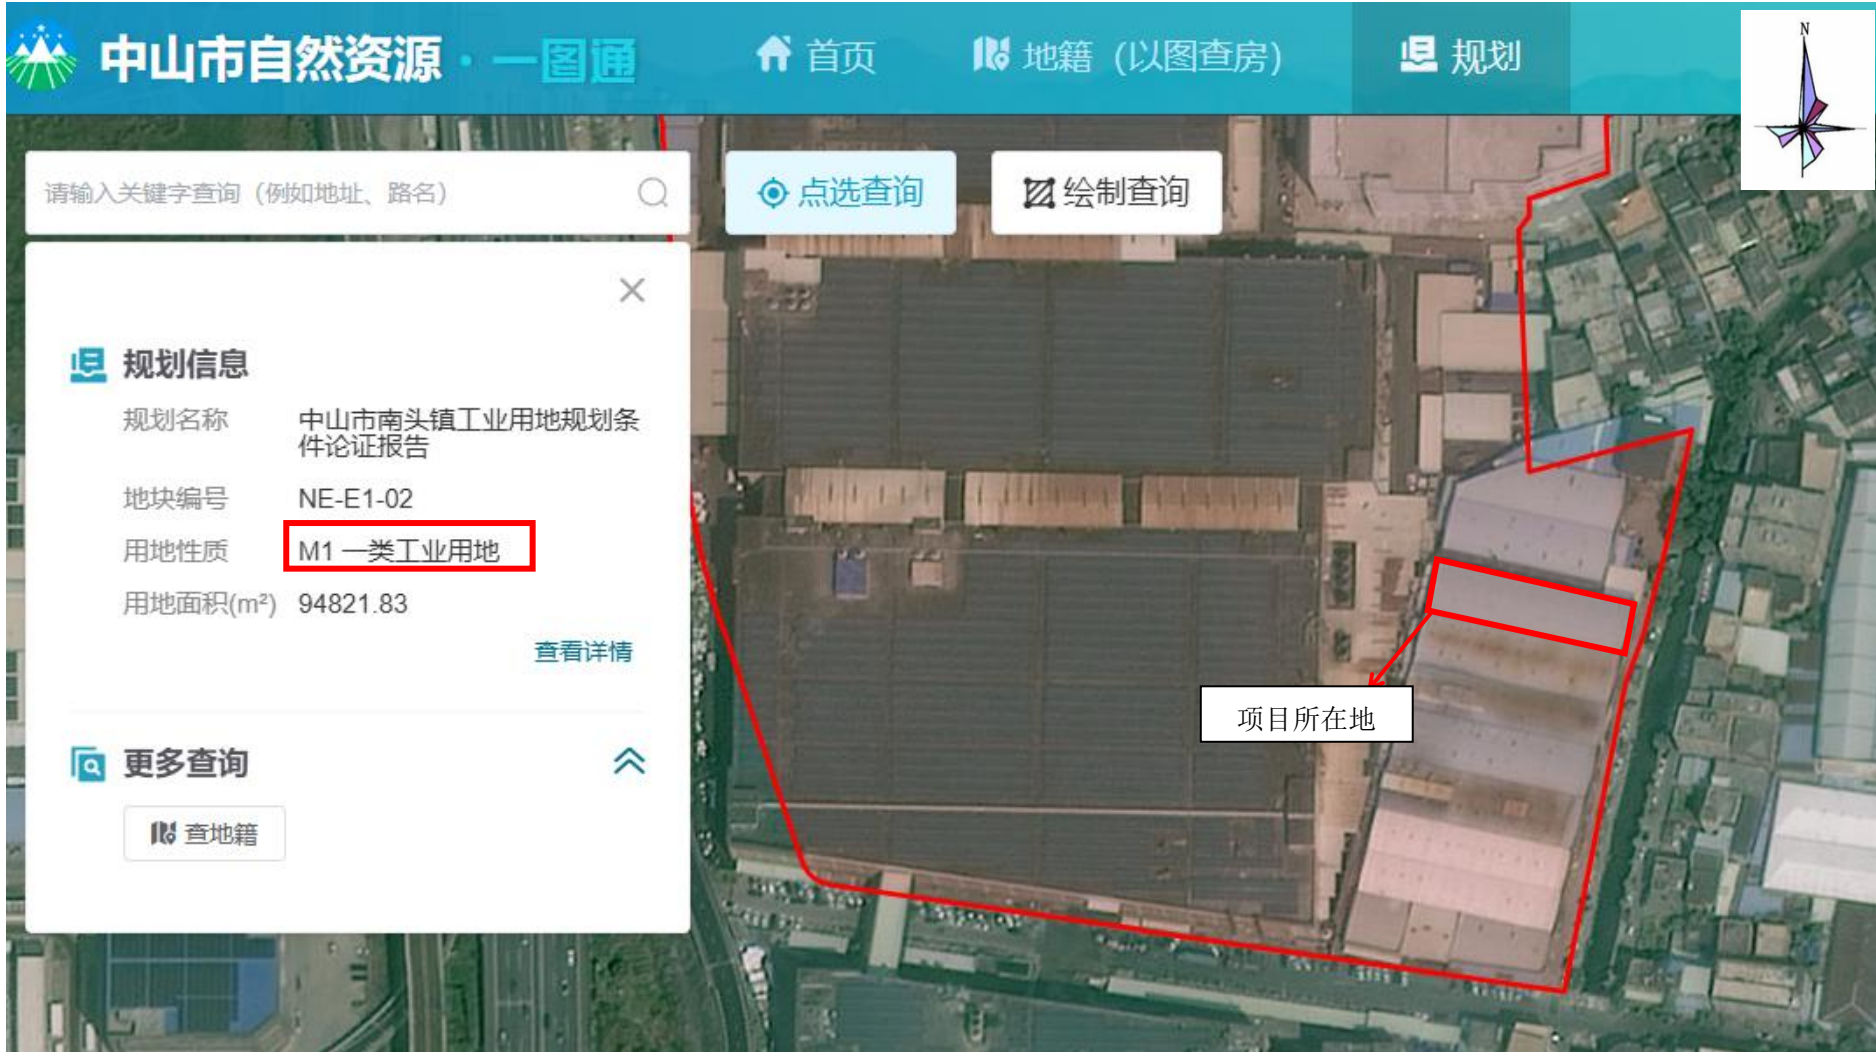 中山市自然资源·一图通
首页
地籍（以图查房）
规划
N
请输入关键字查询（例如地址、路名）
点选查询
绘制查询
规划信息
规划名称 中山市南头镇工业用地规划条
件论证报告
地块编号 NE-E1-02
用地性质 M1 一类工业用地
用地面积(m²) 94821.83
查看详情
项目所在地
更多查询
查地籍